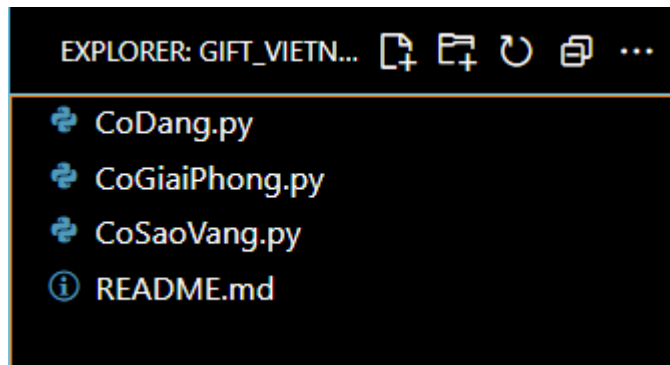 EXPLORER: GIFT_VIETN...
CoDang.py
CoGiaiPhong.py
CoSaoVang.py
README.md